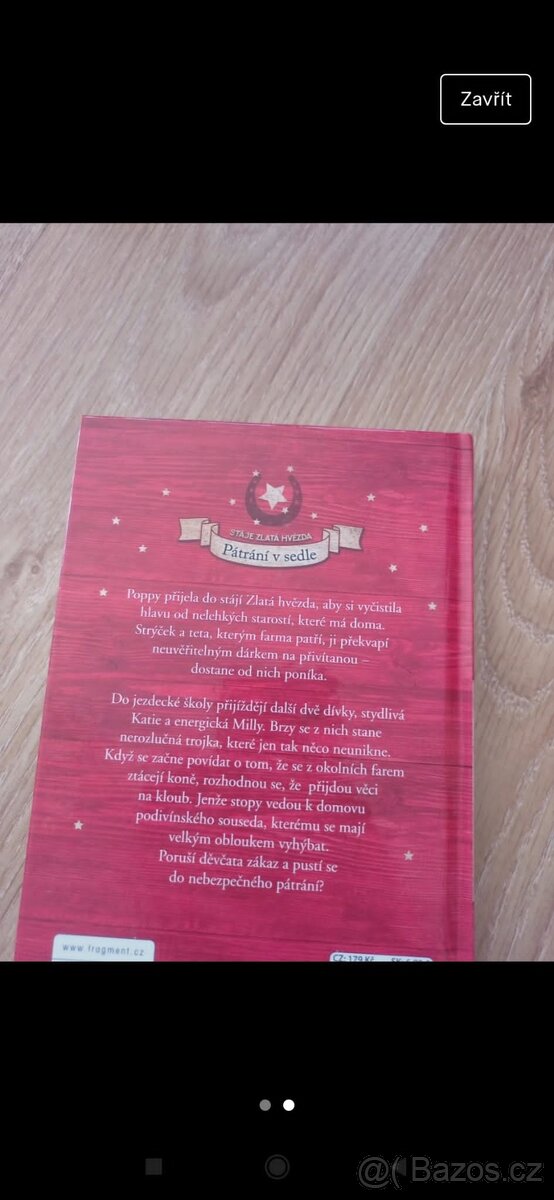 Zavřít
STÁJE ZLATÁ HVĚZDA
Pátrání v sedle
Poppy přijela do stájí Zlatá hvězda, aby si vyčistila
hlavu od nelehkých starostí, které má doma.
Strýček a teta, kterým farma patří, ji překvapí
neuvěřitelným dárkem na přivítanou –
dostane od nich poníka.
Do jezdecké školy přijíždějí další dvě dívky, stydlivá
Katie a energická Milly. Brzy se z nich stane
nerozlučná trojka, které jen tak něco neunikne.
Když se začne povídat o tom, že se z okolních farem
ztácejí koně, rozhodnou se, že přijdou věci
na kloub. Jenže stopy vedou k domovu
podivínského souseda, kterému se mají
velkým obloukem vyhýbat.
Poruší děvčata zákaz a pustí se
do nebezpečného pátrání?
www.fragment.cz
CZ: 179 Kč
Bazos.cz